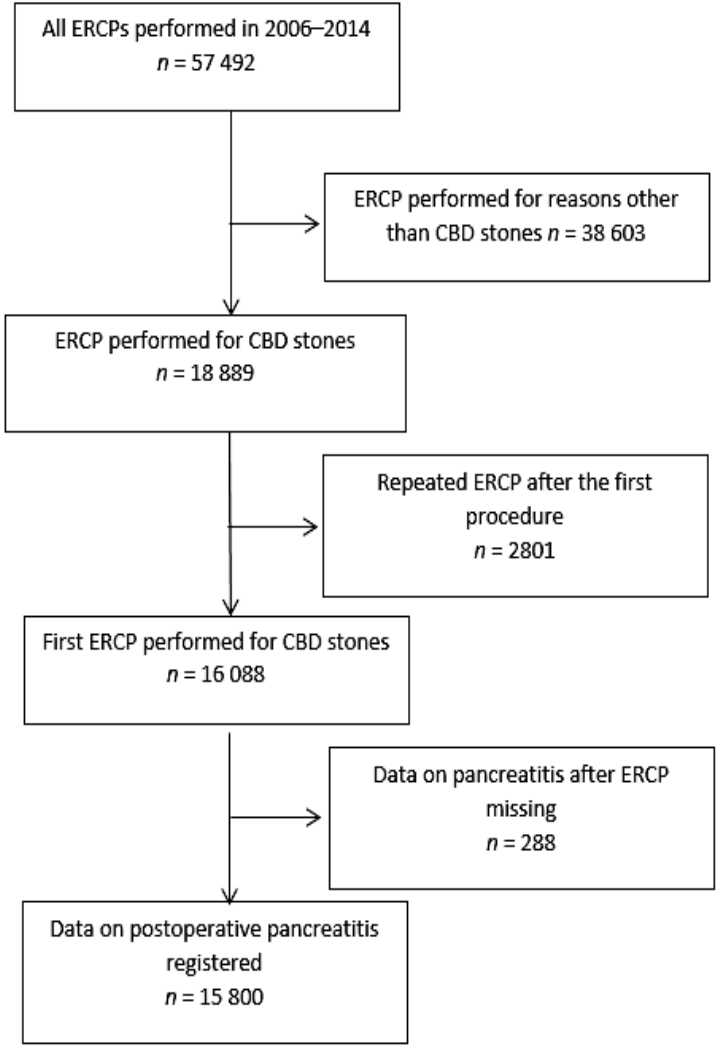 All ERCPs performed in 2006–2014
n = 57 492
ERCP performed for reasons other
than CBD stones n = 38 603
ERCP performed for CBD stones
n = 18 889
Repeated ERCP after the first
procedure
n = 2801
First ERCP performed for CBD stones
n = 16 088
Data on pancreatitis after ERCP
missing
n = 288
Data on postoperative pancreatitis
registered
n = 15 800